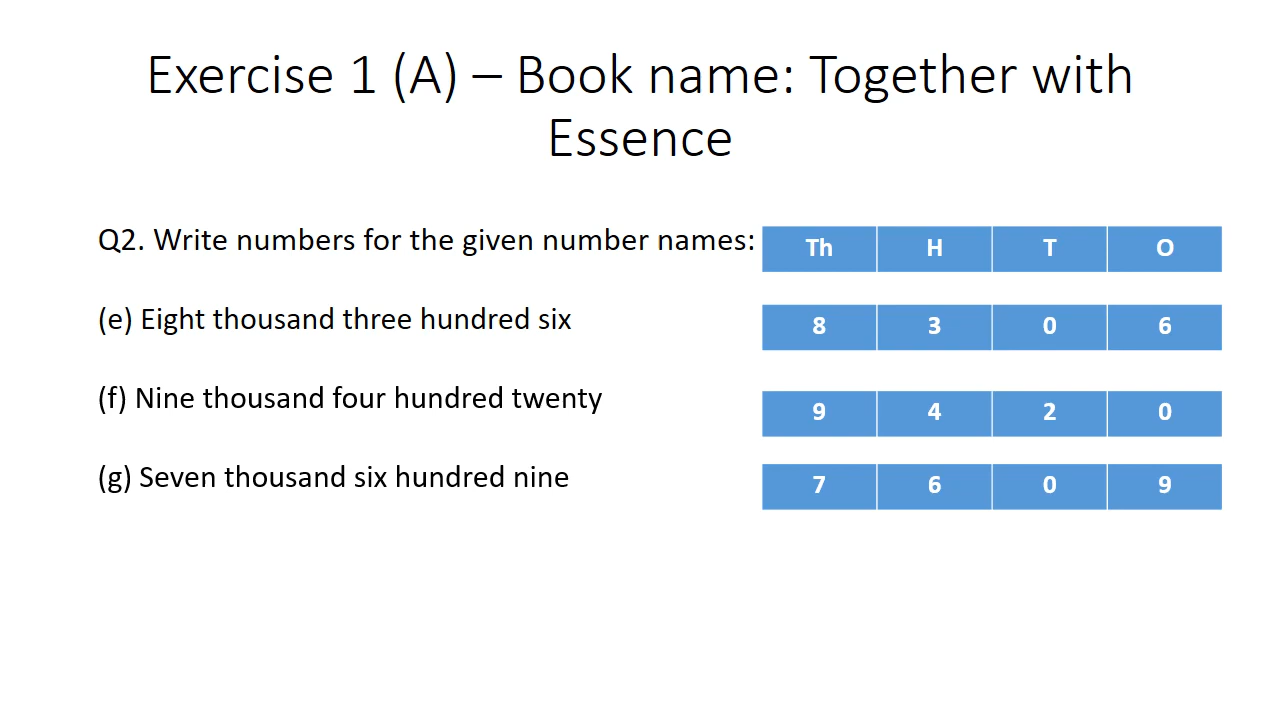 Exercise 1 (A) – Book name: Together with
Essence
Q2. Write numbers for the given number names:
Th H T O
(e) Eight thousand three hundred six
8 3 0 6
(f) Nine thousand four hundred twenty
9 4 2 0
(g) Seven thousand six hundred nine
7 6 0 9